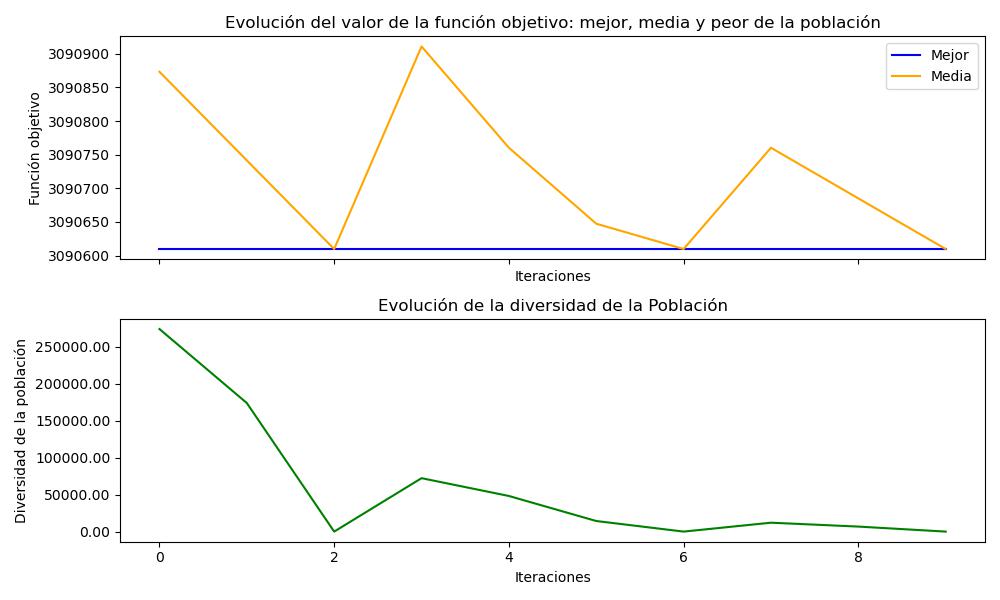 Evolución del valor de la función objetivo: mejor, media y peor de la población
Función objetivo
3090900
3090850
3090800
3090750
3090700
3090650
3090600
Mejor
Media
Iteraciones
Evolución de la diversidad de la Población
Diversidad de la población
250000.00
200000.00
150000.00
100000.00
50000.00
0.00
0 2 4 6 8
Iteraciones